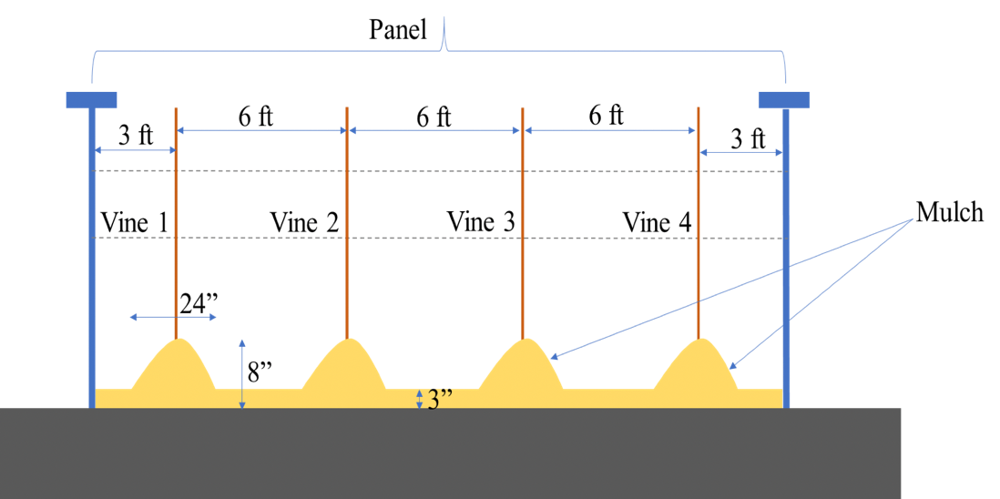 Panel
6 ft
6 ft
6 ft
3 ft
3 ft
Vine 1
Vine 2
Vine 3
Vine 4
Mulch
24”
8”
3”